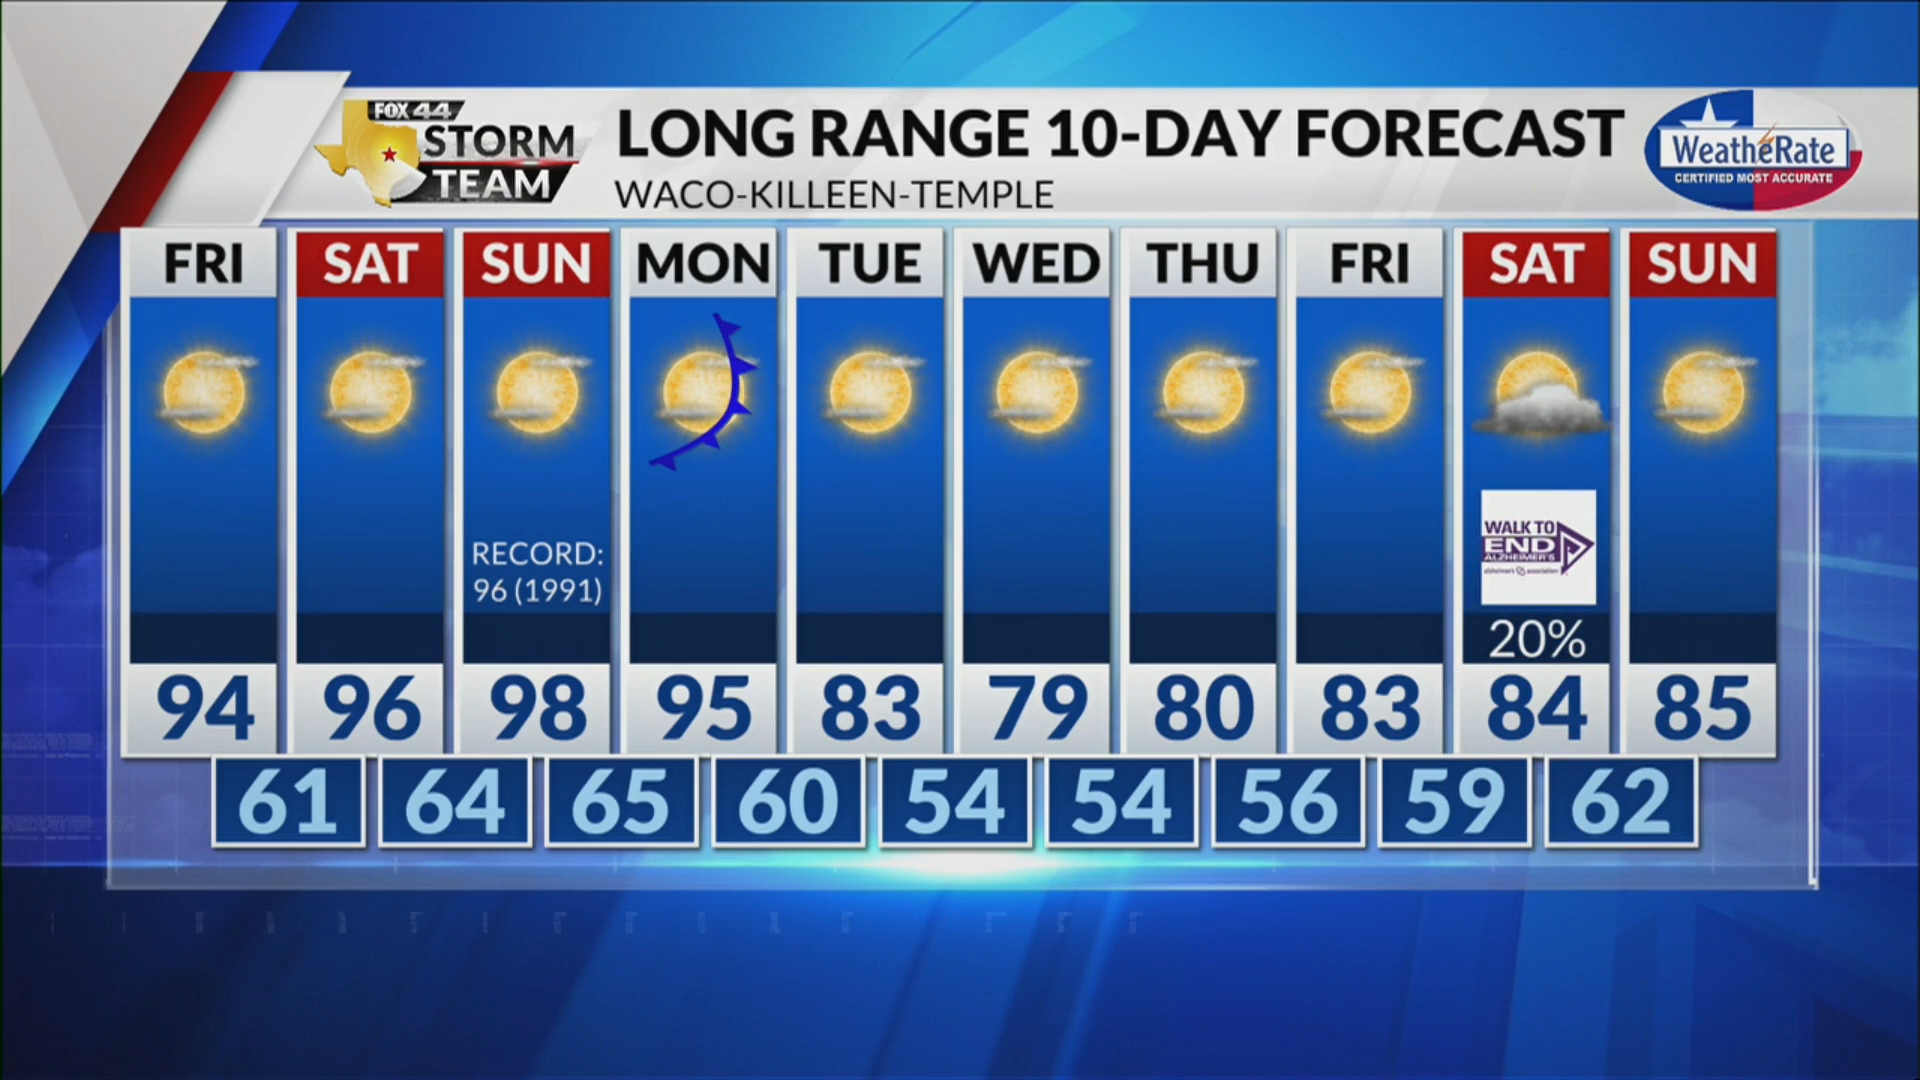 FOX 44
STORM
TEAM
LONG RANGE 10-DAY FORECAST
WACO-KILLEEN-TEMPLE
WeatheRate
CERTIFIED MOST ACCURATE
FRI SAT SUN MON TUE WED THU FRI SAT SUN
RECORD:
96 (1991)
WALK TO
END
ALZHEIMER'S
alzheimer's association
20%
94 96 98 95 83 79 80 83 84 85
61 64 65 60 54 54 56 59 62